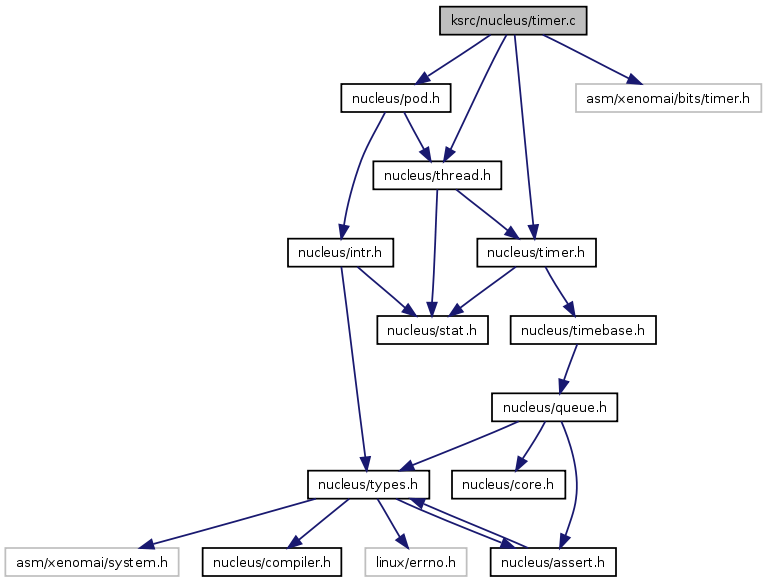 ksrc/nucleus/timer.c
nucleus/pod.h
asm/xenomai/bits/timer.h
nucleus/thread.h
nucleus/intr.h
nucleus/timer.h
nucleus/stat.h
nucleus/timebase.h
nucleus/queue.h
nucleus/types.h
nucleus/core.h
asm/xenomai/system.h
nucleus/compiler.h
linux/errno.h
nucleus/assert.h